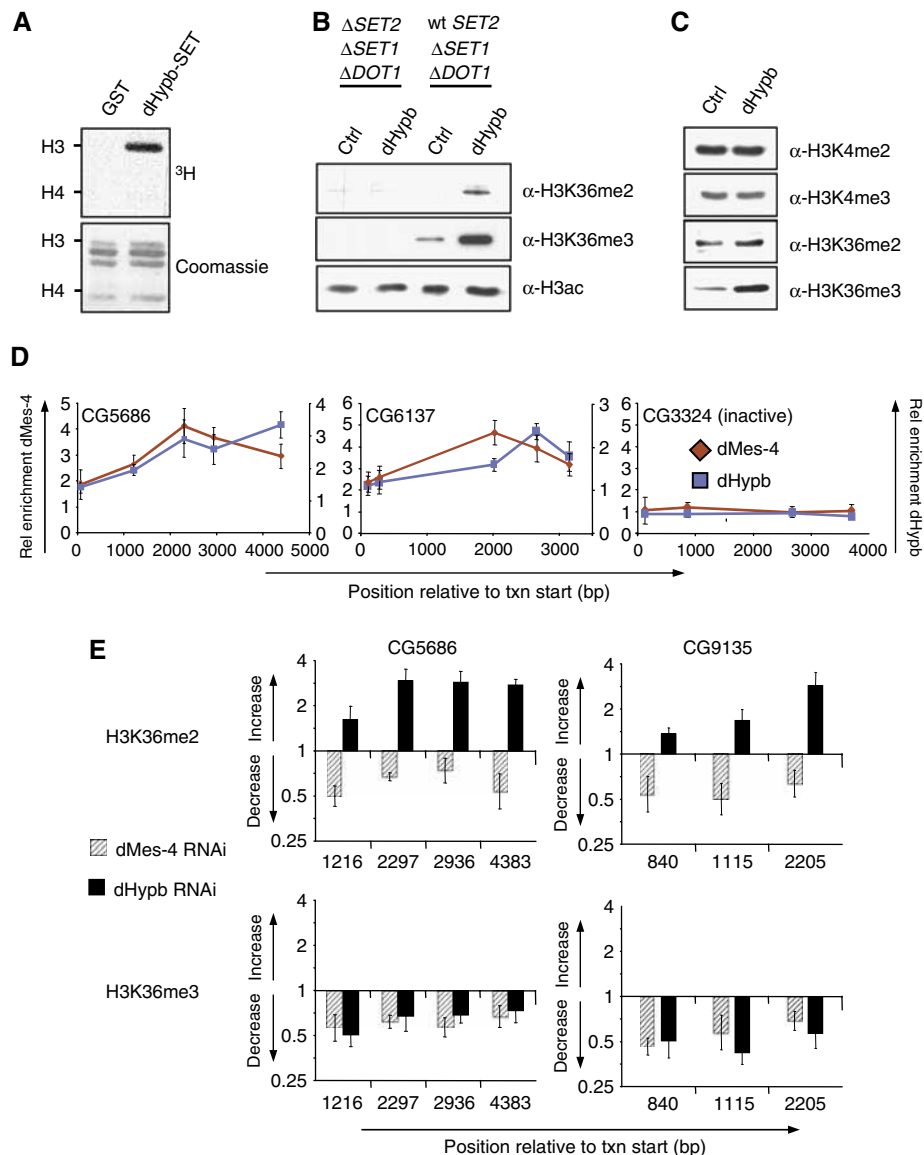 A
GST
dHypb-SET
H3
H4
³H
H3
H4
Coomassie
B
ΔSET2 wt SET2
ΔSET1 ΔSET1
ΔDOT1 ΔDOT1
Ctrl dHypb Ctrl dHypb
α-H3K36me2
α-H3K36me3
α-H3ac
C
Ctrl dHypb
α-H3K4me2
α-H3K4me3
α-H3K36me2
α-H3K36me3
D
Rel enrichment dMes-4
CG5686
5
4
3
2
1
0
4
3
2
1
0
0 1000 2000 3000 4000 5000
CG6137
6
5
4
3
2
1
0
3
2
1
0
0 1000 2000 3000
CG3324 (inactive)
dMes-4
dHypb
6
5
4
3
2
1
0
0 1000 2000 3000 4000
Rel enrichment dHypb
Position relative to txn start (bp)
E
CG5686 CG9135
H3K36me2
Increase
Decrease
4
2
1
0.5
0.25
1216 2297 2936 4383
Increase
Decrease
4
2
1
0.5
0.25
840 1115 2205
dMes-4 RNAi
dHypb RNAi
H3K36me3
Increase
Decrease
4
2
1
0.5
0.25
1216 2297 2936 4383
Increase
Decrease
4
2
1
0.5
0.25
840 1115 2205
Position relative to txn start (bp)